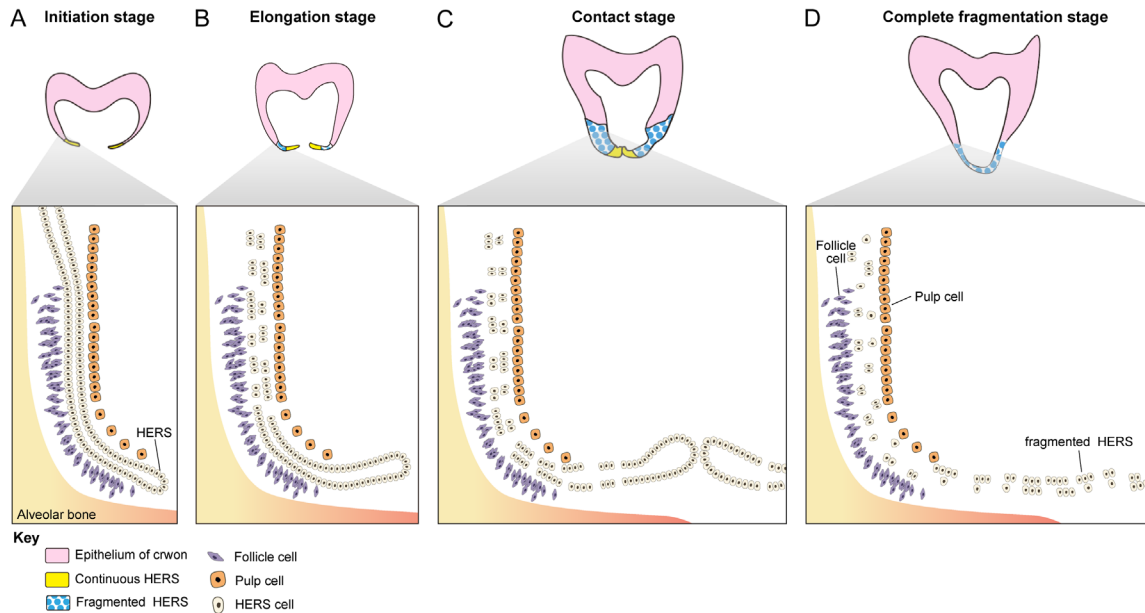 A Initiation stage
B Elongation stage
C Contact stage
D Complete fragmentation stage
HERS
Alveolar bone
Follicle
cell
Pulp cell
fragmented HERS
Key
Epithelium of crwon
Continuous HERS
Fragmented HERS
Follicle cell
Pulp cell
HERS cell